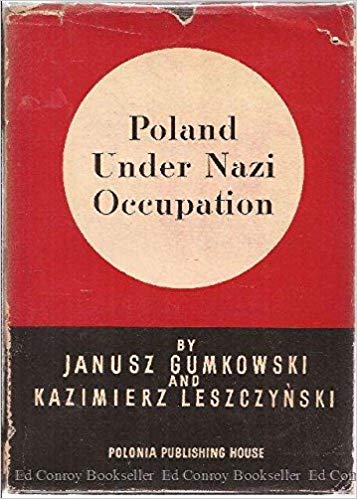 Poland
Under Nazi
Occupation
BY
JANUSZ GUMKOWSKI
AND
KAZIMIERZ LESZCZYŃSKI
POLONIA PUBLISHING HOUSE
Ed Conroy Bookseller Ed Conroy Bookseller Ed Conroy Bookseller